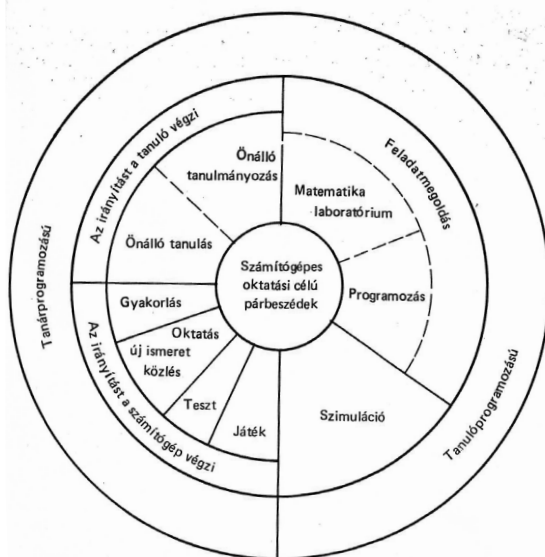 Tanárprogramozású
Az irányítást a tanuló végzi
Önálló
tanulmányozás
Önálló tanulás
Az irányítást a számítógép végzi
Gyakorlás
Oktatás
új ismeret
közlés
Teszt
Játék
Számítógépes
oktatási célú
párbeszédek
Tanulóprogramozású
Feladatmegoldás
Matematika
laboratórium
Programozás
Szimuláció